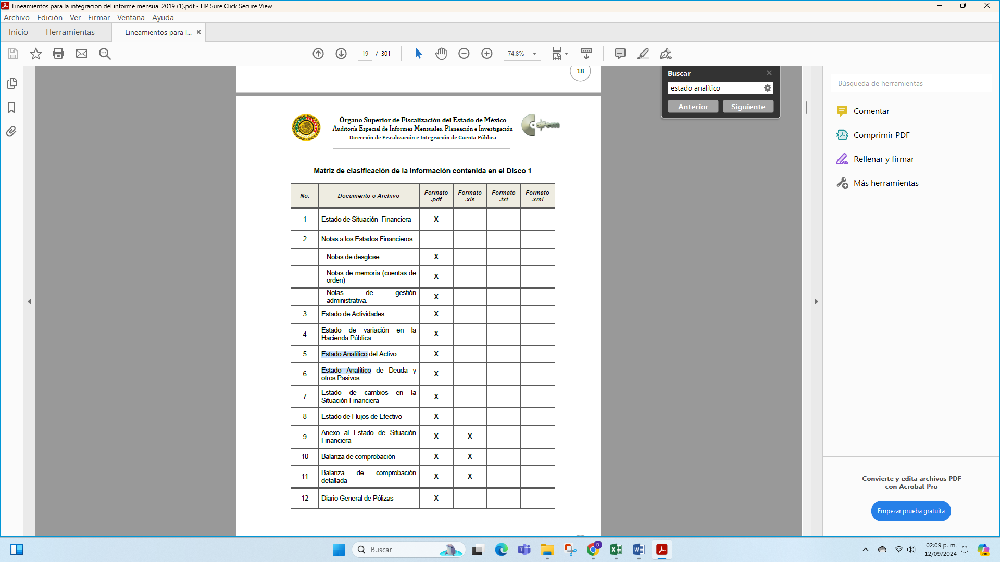 Lineamientos para la integracion del informe mensual 2019 (1).pdf - HP Sure Click Secure View
Archivo Edición Ver Firmar Ventana Ayuda
Inicio Herramientas Lineamientos para l... ×
19 / 301 74.8%
18
Buscar
estado analítico
Anterior Siguiente
Búsqueda de herramientas
Comentar
Comprimir PDF
Rellenar y firmar
Más herramientas
Órgano Superior de Fiscalización del Estado de México
Auditoría Especial de Informes Mensuales, Planeación e Investigación
Dirección de Fiscalización e Integración de Cuenta Pública
osfem
Matriz de clasificación de la información contenida en el Disco 1
No. Documento o Archivo Formato .pdf Formato .xls Formato .txt Formato .xml
1 Estado de Situación Financiera X
2 Notas a los Estados Financieros
Notas de desglose X
Notas de memoria (cuentas de
orden) X
Notas de gestión
administrativa. X
3 Estado de Actividades X
4 Estado de variación en la
Hacienda Pública X
5 Estado Analítico del Activo X
6 Estado Analítico de Deuda y
otros Pasivos X
7 Estado de cambios en la
Situación Financiera X
8 Estado de Flujos de Efectivo X
9 Anexo al Estado de Situación
Financiera X X
10 Balanza de comprobación X X
11 Balanza de comprobación
detallada X X
12 Diario General de Pólizas X
Convierte y edita archivos PDF
con Acrobat Pro
Empezar prueba gratuita
Buscar
D
02:09 p. m.
12/09/2024
PRE